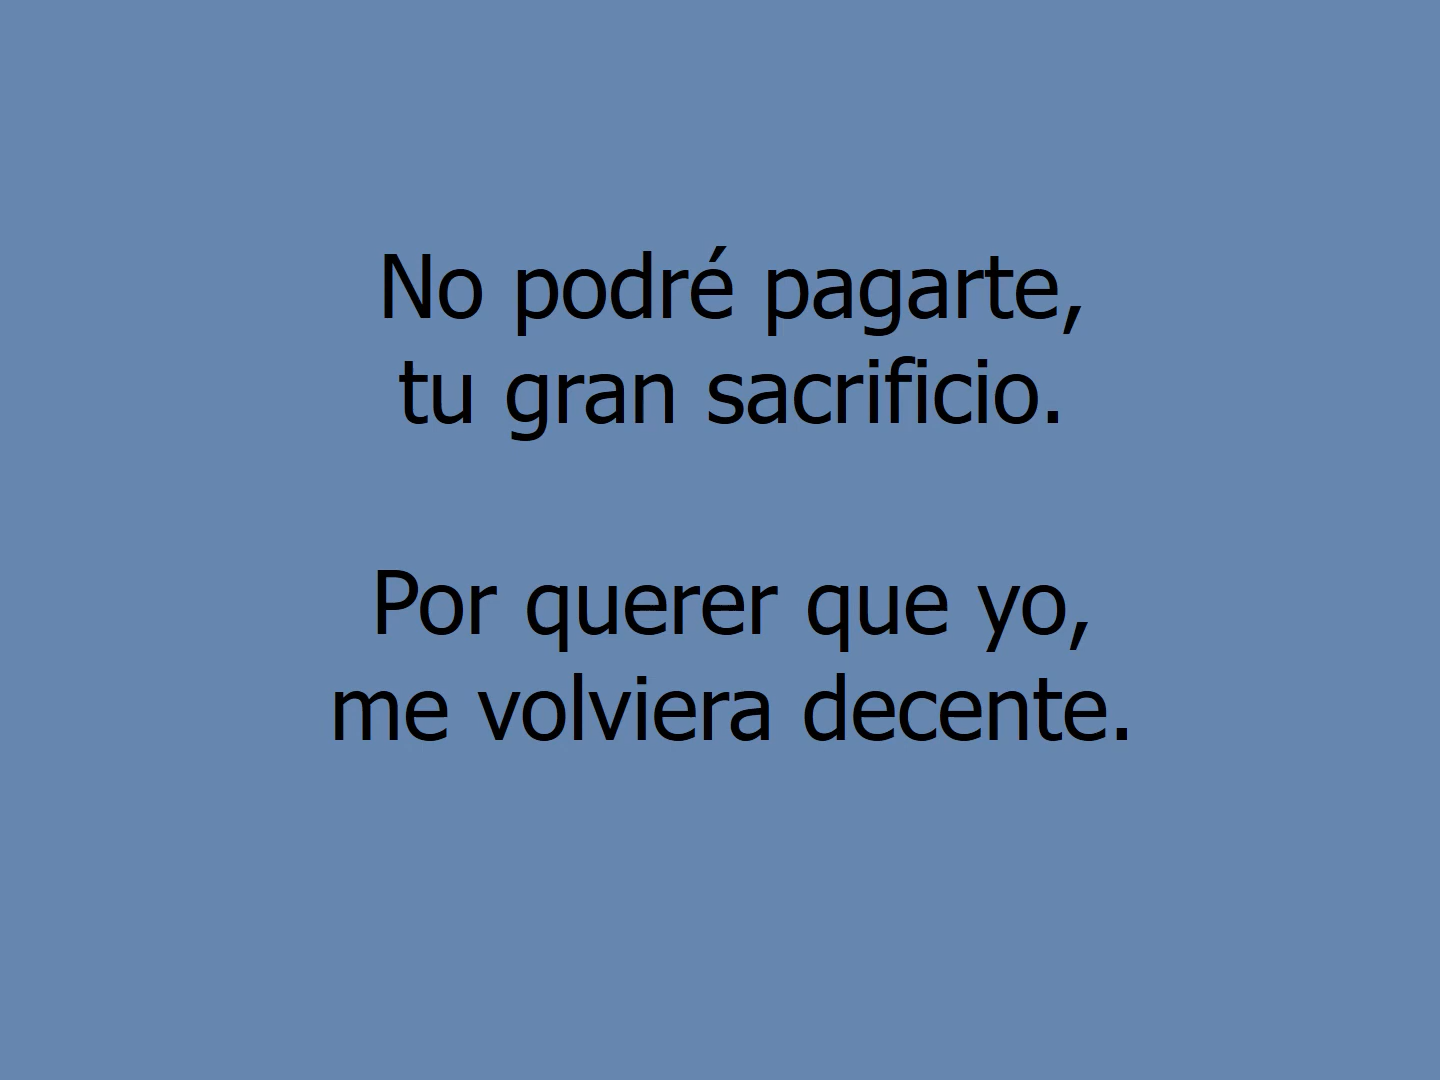 No podré pagarte,
tu gran sacrificio.
Por querer que yo,
me volviera decente.